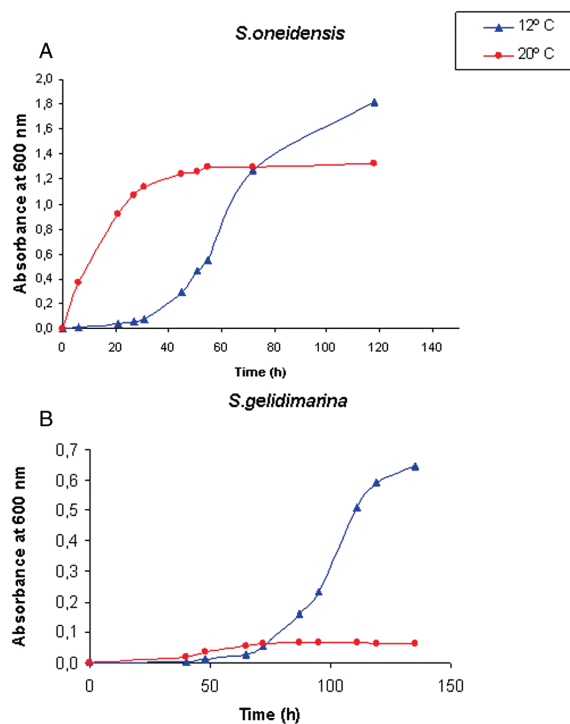 S.oneidensis
12º C
20º C
A
2,0
1,8
1,6
1,4
1,2
1,0
0,8
0,6
0,4
0,2
0,0
Absorbance at 600 nm
0 20 40 60 80 100 120 140
Time (h)
S.gelidimarina
B
0,7
0,6
0,5
0,4
0,3
0,2
0,1
0,0
Absorbance at 600 nm
0 50 100 150
Time (h)